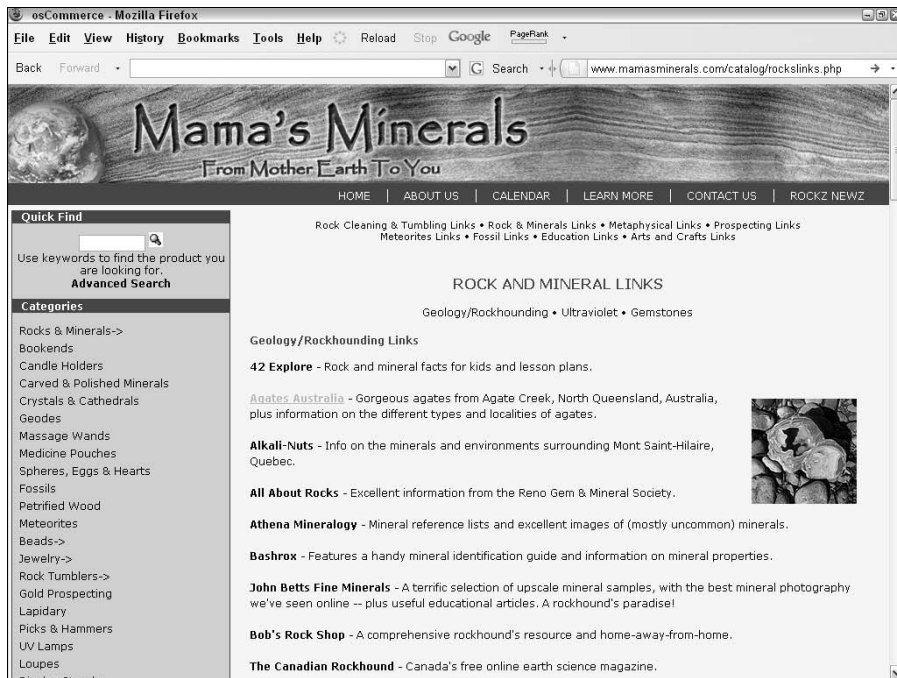 osCommerce - Mozilla Firefox
File Edit View History Bookmarks Tools Help Reload Stop Google PageRank
Back Forward G Search www.mamasminerals.com/catalog/rockslinks.php
Mama's Minerals
From Mother Earth To You
HOME | ABOUT US | CALENDAR | LEARN MORE | CONTACT US | ROCKZ NEWZ
Quick Find
Use keywords to find the product you
are looking for.
Advanced Search
Categories
Rocks & Minerals->
Bookends
Candle Holders
Carved & Polished Minerals
Crystals & Cathedrals
Geodes
Massage Wands
Medicine Pouches
Spheres, Eggs & Hearts
Fossils
Petrified Wood
Meteorites
Beads->
Jewelry->
Rock Tumblers->
Gold Prospecting
Lapidary
Picks & Hammers
UV Lamps
Loupes
Rock Cleaning & Tumbling Links • Rock & Minerals Links • Metaphysical Links • Prospecting Links
Meteorites Links • Fossil Links • Education Links • Arts and Crafts Links
ROCK AND MINERAL LINKS
Geology/Rockhounding • Ultraviolet • Gemstones
Geology/Rockhounding Links
42 Explore - Rock and mineral facts for kids and lesson plans.
Agates Australia - Gorgeous agates from Agate Creek, North Queensland, Australia,
plus information on the different types and localities of agates.
Alkali-Nuts - Info on the minerals and environments surrounding Mont Saint-Hilaire,
Quebec.
All About Rocks - Excellent information from the Reno Gem & Mineral Society.
Athena Mineralogy - Mineral reference lists and excellent images of (mostly uncommon) minerals.
Bashrox - Features a handy mineral identification guide and information on mineral properties.
John Betts Fine Minerals - A terrific selection of upscale mineral samples, with the best mineral photography
we've seen online -- plus useful educational articles. A rockhound's paradise!
Bob's Rock Shop - A comprehensive rockhound's resource and home-away-from-home.
The Canadian Rockhound - Canada's free online earth science magazine.